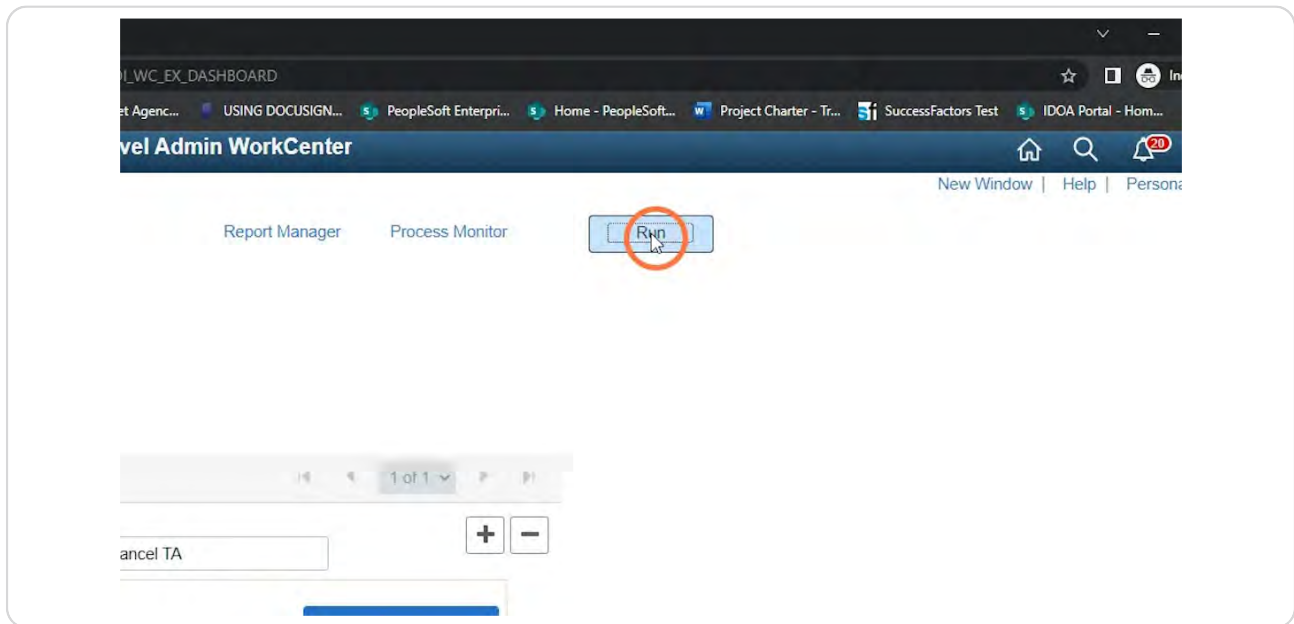 DI_WC_EX_DASHBOARD
et Agenc... USING DOCUSIGN... PeopleSoft Enterpri... Home - PeopleSoft... Project Charter - Tr... SuccessFactors Test IDOA Portal - Hom...
vel Admin WorkCenter 20
New Window | Help | Persona
Report Manager Process Monitor Run
1 of 1
ancel TA